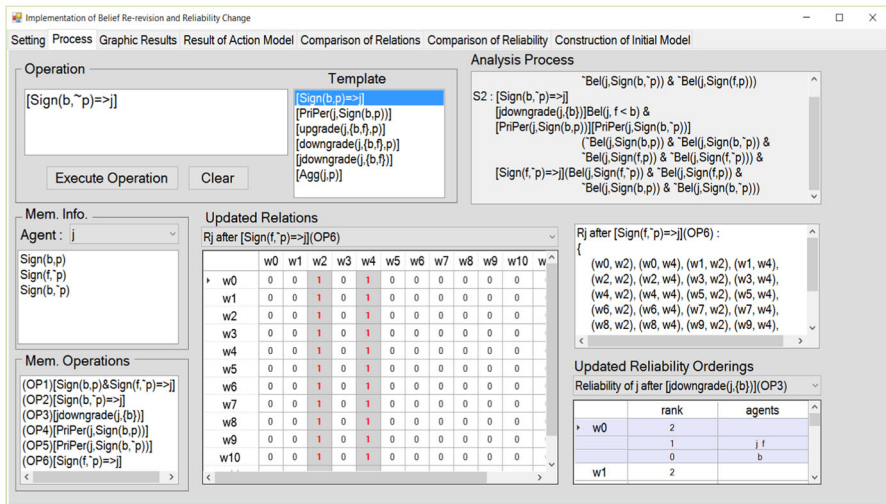 Implementation of Belief Re-revision and Reliability Change
Setting Process Graphic Results Result of Action Model Comparison of Relations Comparison of Reliability Construction of Initial Model
Operation
[Sign(b,~p)=>j]
Template
[Sign(b,p)=>j]
[PriPer(j,Sign(b,p))]
[upgrade(j,{b,f},p)]
[downgrade(j,{b,f},p)]
[jdowngrade(j,{b,f})]
[Agg(j,p)]
Execute Operation Clear
Analysis Process
~Bel(j,Sign(b,~p)) & ~Bel(j,Sign(f,p)))
S2 : [Sign(b,~p)=>j]
[jdowngrade(j,{b})]Bel(j, f < b) &
[PriPer(j,Sign(b,p))][PriPer(j,Sign(b,~p))]
(~Bel(j,Sign(b,p)) & ~Bel(j,Sign(b,~p)) &
~Bel(j,Sign(f,p)) & ~Bel(j,Sign(f,~p))) &
[Sign(f,~p)=>j](Bel(j,Sign(f,~p)) & ~Bel(j,Sign(f,p)) &
~Bel(j,Sign(b,p)) & ~Bel(j,Sign(b,~p)))
Mem. Info.
Agent : j
Sign(b,p)
Sign(f,~p)
Sign(b,~p)
Mem. Operations
(OP1)[Sign(b,p)&Sign(f,~p)=>j]
(OP2)[Sign(b,~p)=>j]
(OP3)[jdowngrade(j,{b})]
(OP4)[PriPer(j,Sign(b,p))]
(OP5)[PriPer(j,Sign(b,~p))]
(OP6)[Sign(f,~p)=>j]
Updated Relations
Rj after [Sign(f,~p)=>j](OP6)
w0 w1 w2 w3 w4 w5 w6 w7 w8 w9 w10
w0 0 0 1 0 1 0 0 0 0 0 0
w1 0 0 1 0 1 0 0 0 0 0 0
w2 0 0 1 0 1 0 0 0 0 0 0
w3 0 0 1 0 1 0 0 0 0 0 0
w4 0 0 1 0 1 0 0 0 0 0 0
w5 0 0 1 0 1 0 0 0 0 0 0
w6 0 0 1 0 1 0 0 0 0 0 0
w7 0 0 1 0 1 0 0 0 0 0 0
w8 0 0 1 0 1 0 0 0 0 0 0
w9 0 0 1 0 1 0 0 0 0 0 0
w10 0 0 1 0 1 0 0 0 0 0 0
Rj after [Sign(f,~p)=>j](OP6) :
{
(w0, w2), (w0, w4), (w1, w2), (w1, w4),
(w2, w2), (w2, w4), (w3, w2), (w3, w4),
(w4, w2), (w4, w4), (w5, w2), (w5, w4),
(w6, w2), (w6, w4), (w7, w2), (w7, w4),
(w8, w2), (w8, w4), (w9, w2), (w9, w4),
Updated Reliability Orderings
Reliability of j after [jdowngrade(j,{b})](OP3)
rank agents
w0 2
1 j f
0 b
w1 2